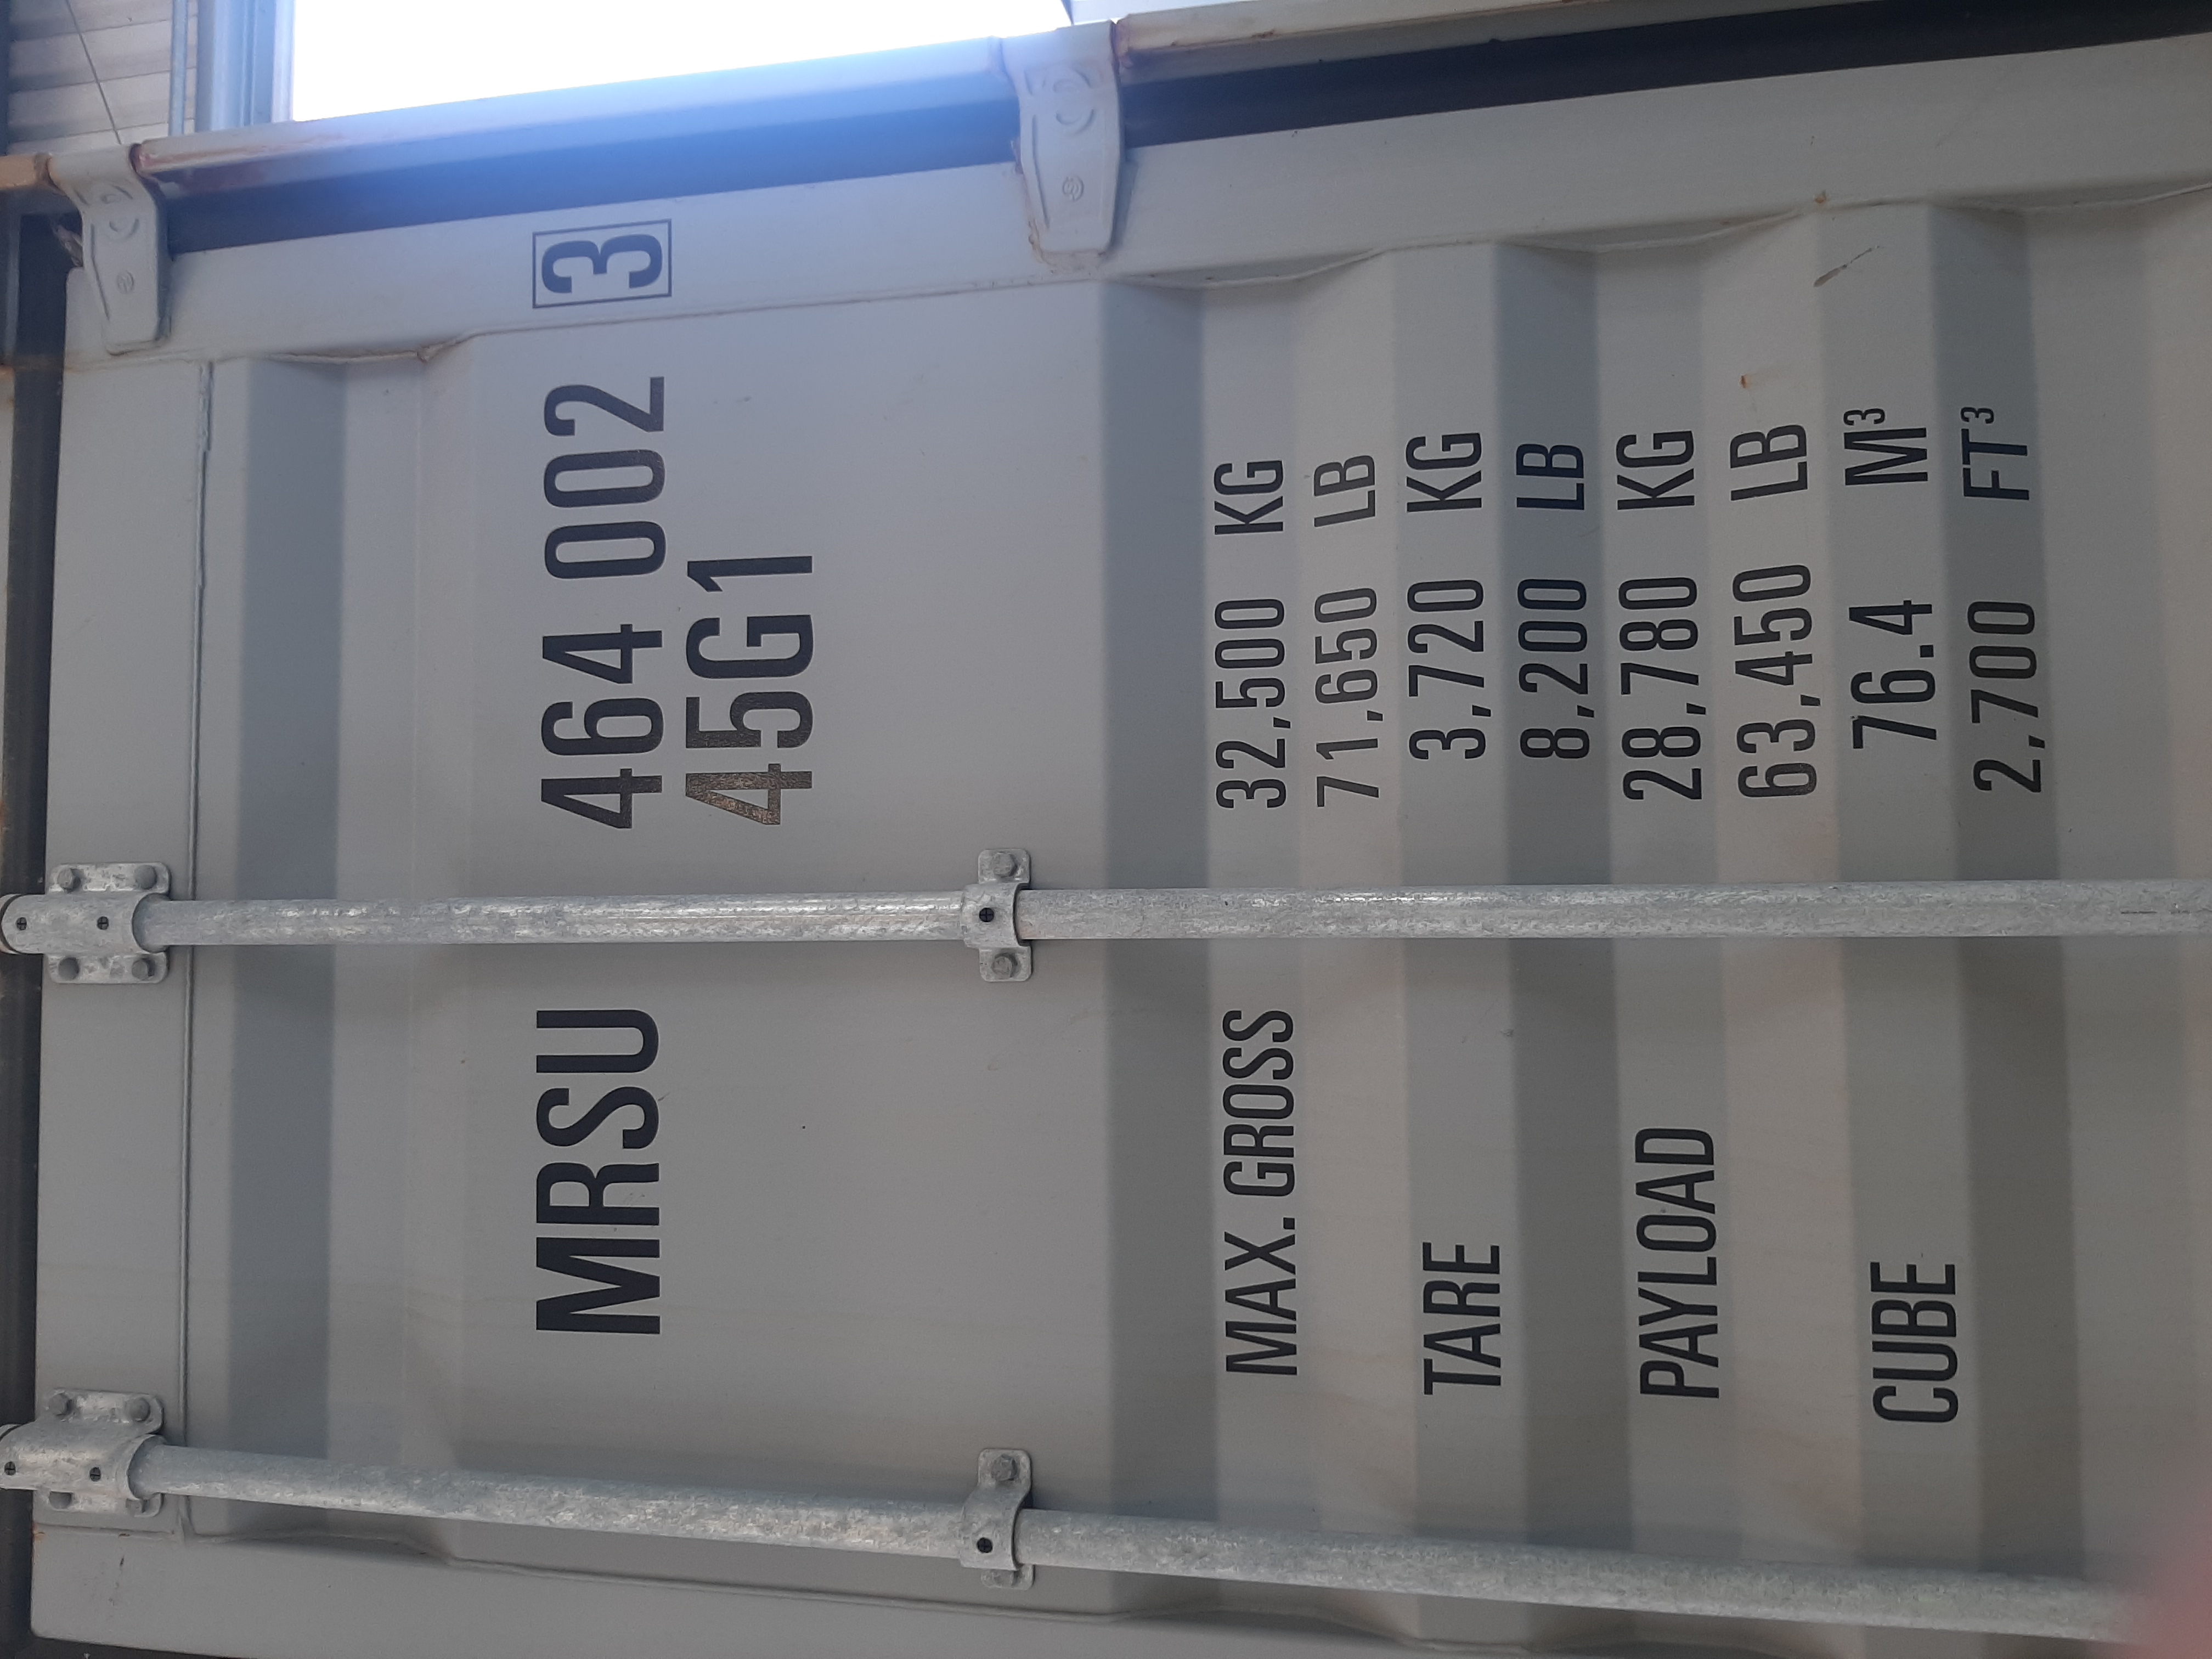 MRSU 464 002 3
45G1
MAX. GROSS 32,500 KG
71,650 LB
TARE 3,720 KG
8,200 LB
PAYLOAD 28,780 KG
63,450 LB
CUBE 76.4 M³
2,700 FT³